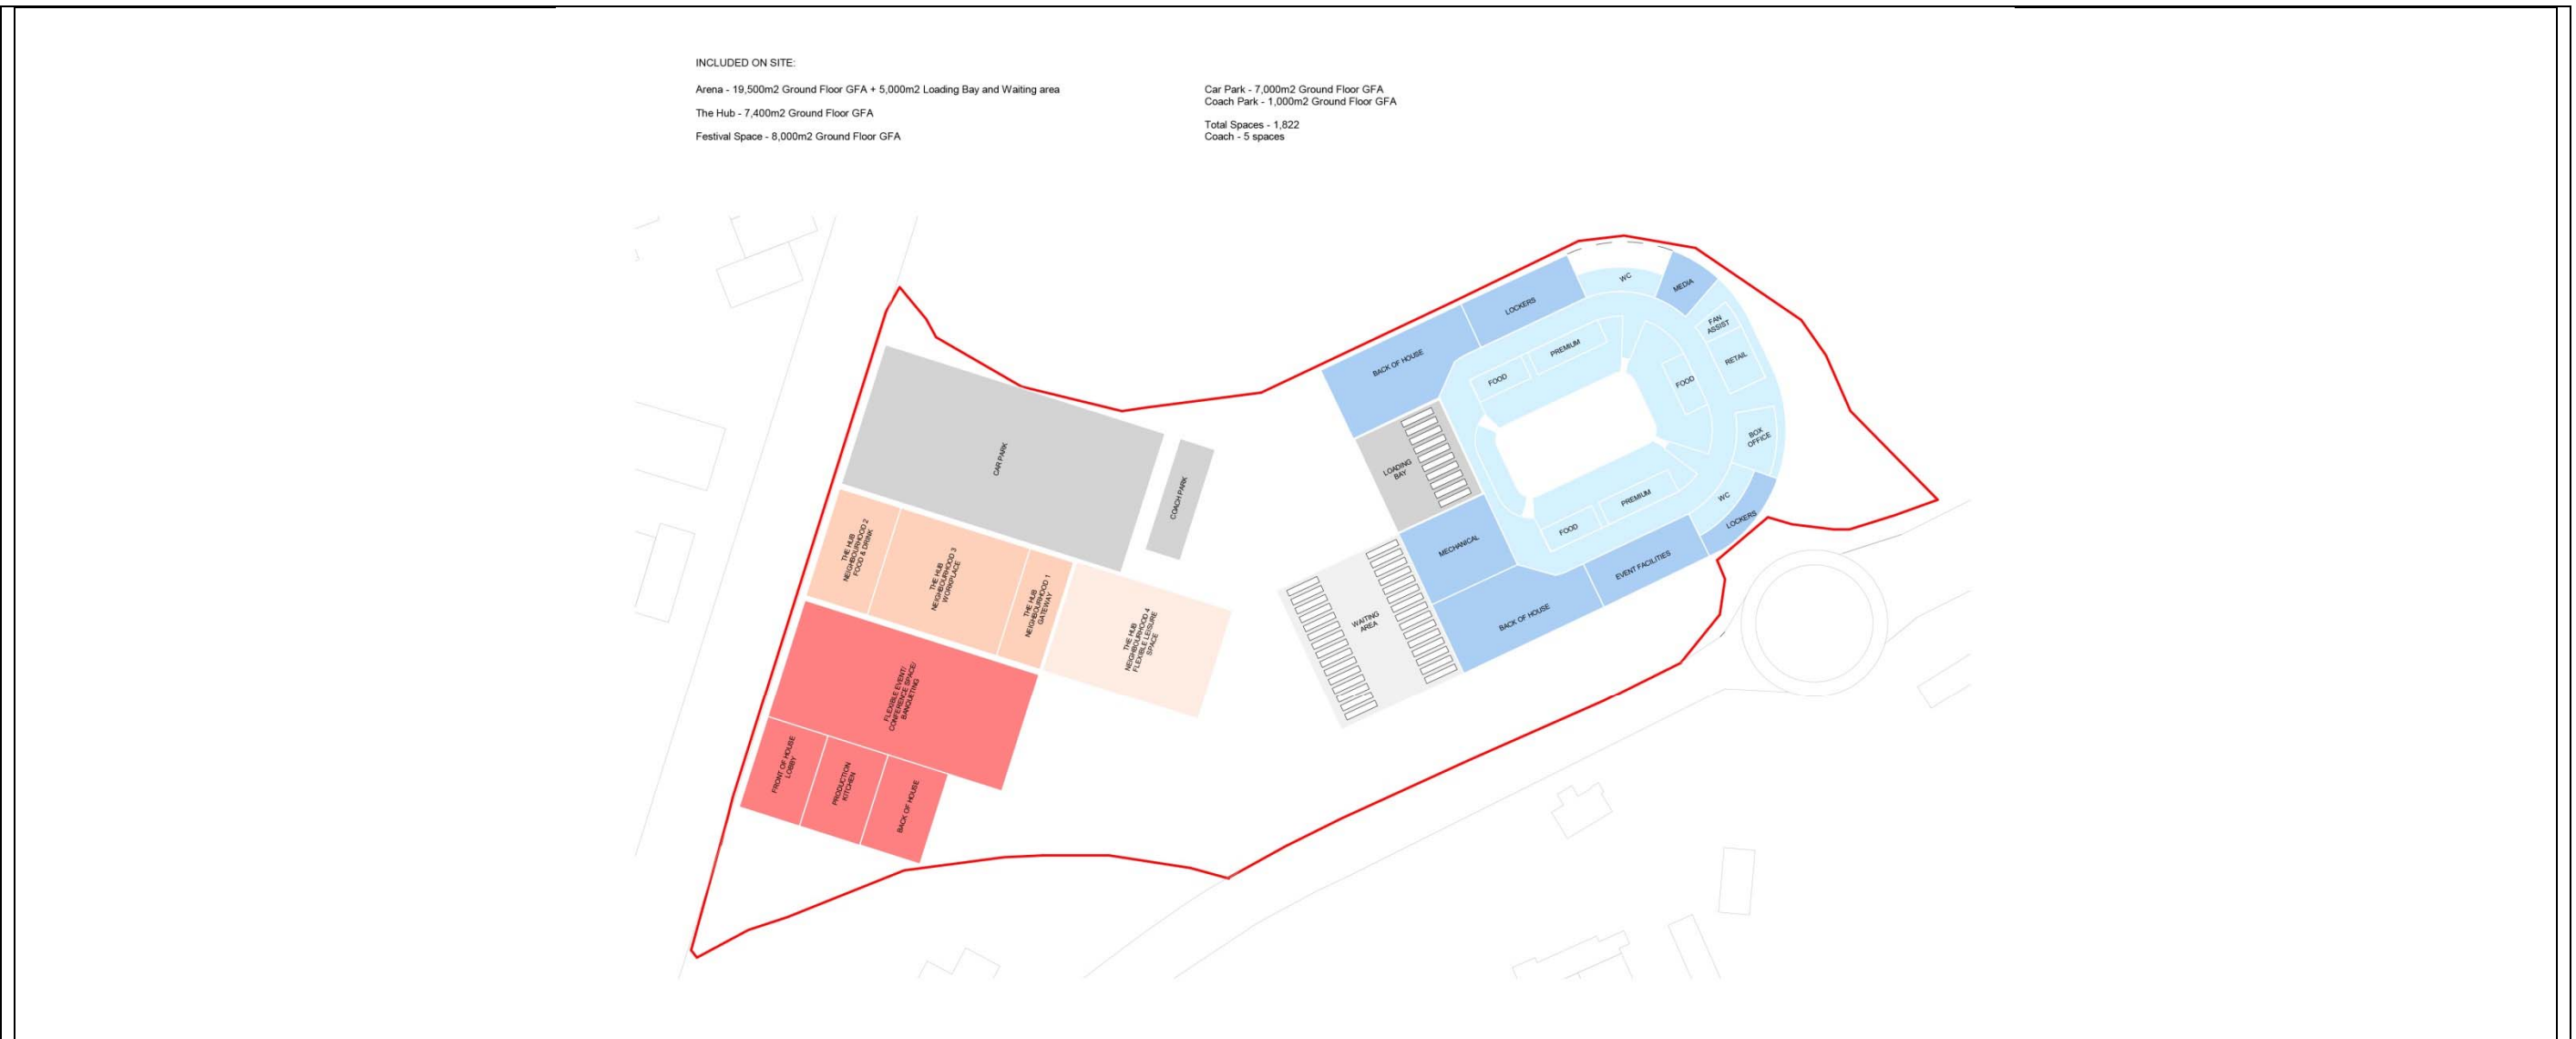 INCLUDED ON SITE:
Arena - 19,500m2 Ground Floor GFA + 5,000m2 Loading Bay and Waiting area
The Hub - 7,400m2 Ground Floor GFA
Festival Space - 8,000m2 Ground Floor GFA
Car Park - 7,000m2 Ground Floor GFA
Coach Park - 1,000m2 Ground Floor GFA
Total Spaces - 1,822
Coach - 5 spaces
CAR PARK
COACH PARK
THE HUB
NEIGHBOURHOOD 2
FOOD & DRINK
THE HUB
NEIGHBOURHOOD 3
WORKPLACE
THE HUB
NEIGHBOURHOOD 1
GATEWAY
THE HUB
NEIGHBOURHOOD 4
FLEXIBLE LEISURE
SPACE
FLEXIBLE EVENT/
CONFERENCE SPACE/
BANQUETING
FRONT OF HOUSE
LOBBY
PRODUCTION
KITCHEN
BACK OF HOUSE
BACK OF HOUSE
LOCKERS
WC
MEDIA
FAN
ASSIST
RETAIL
FOOD
PREMIUM
FOOD
BOX
OFFICE
LOADING
BAY
MECHANICAL
WAITING
AREA
FOOD
PREMIUM
WC
LOCKERS
EVENT FACILITIES
BACK OF HOUSE